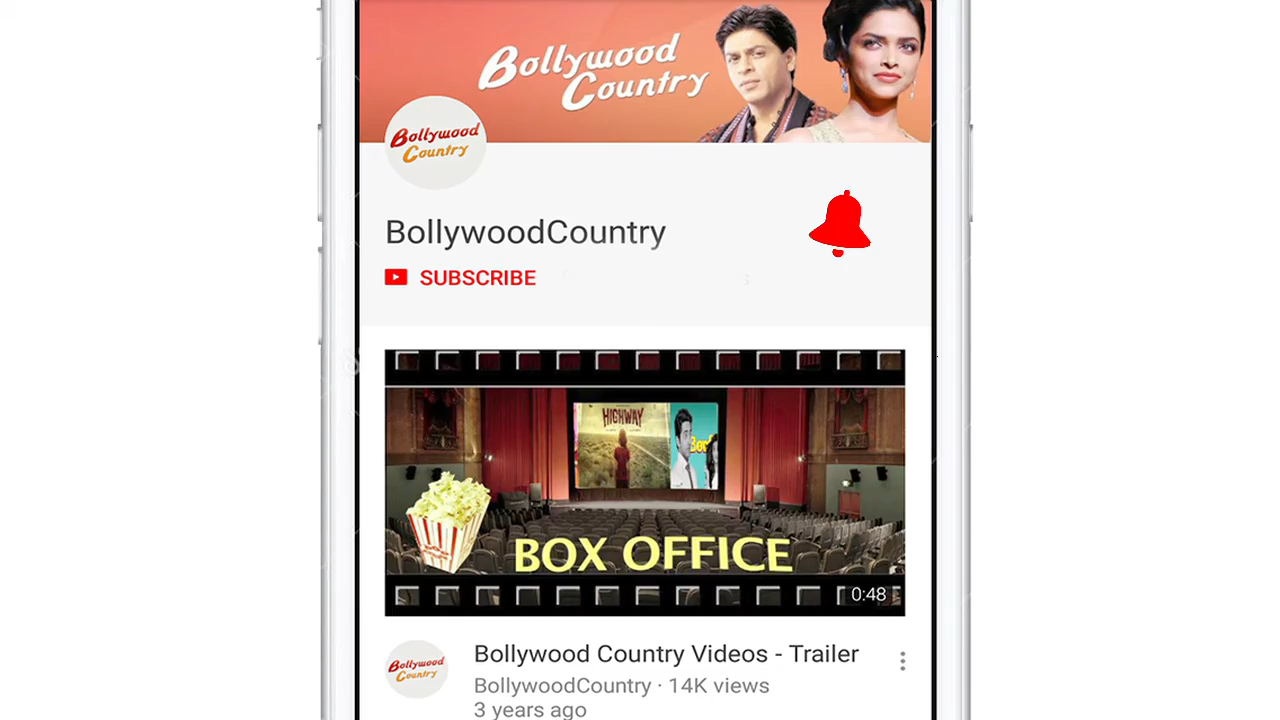 Bollywood
Country
Bollywood
Country
BollywoodCountry
SUBSCRIBE
HIGHWAY
BOX OFFICE
0:48
Bollywood
Country
Bollywood Country Videos - Trailer
BollywoodCountry · 14K views
3 years ago